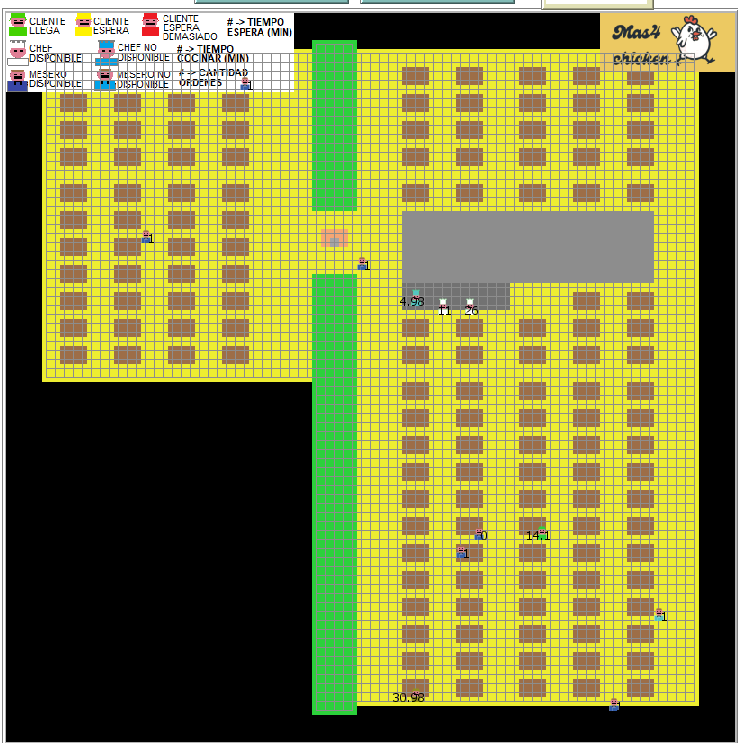 CLIENTE LLEGA
CLIENTE ESPERA
CLIENTE ESPERA DEMASIADO
# -> TIEMPO ESPERA (MIN)
CHEF DISPONIBLE
CHEF NO DISPONIBLE
# -> TIEMPO COCINAR (MIN)
MESERO DISPONIBLE
MESERO NO DISPONIBLE
# -> CANTIDAD ORDENES
Mas4
chicken
1
1
1
4.98
11
26
0
1
1
1
30.98
1